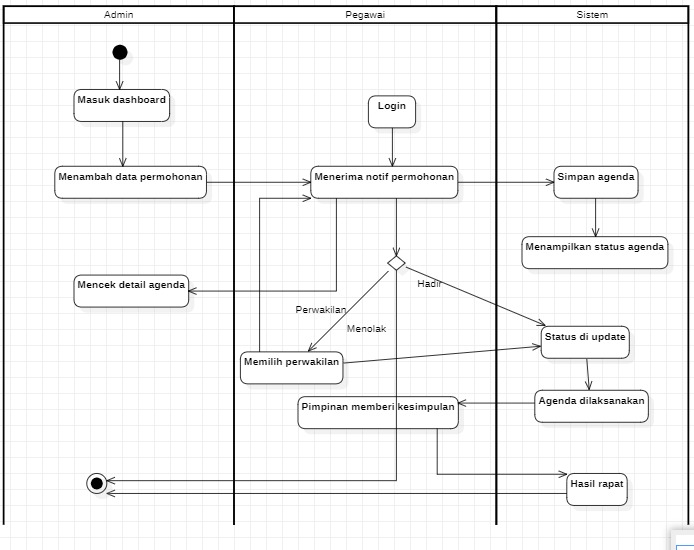 Admin
Pegawai
Sistem
Masuk dashboard
Login
Menambah data permohonan
Menerima notif permohonan
Simpan agenda
Menampilkan status agenda
Mencek detail agenda
Hadir
Perwakilan
Menolak
Status di update
Memilih perwakilan
Agenda dilaksanakan
Pimpinan memberi kesimpulan
Hasil rapat